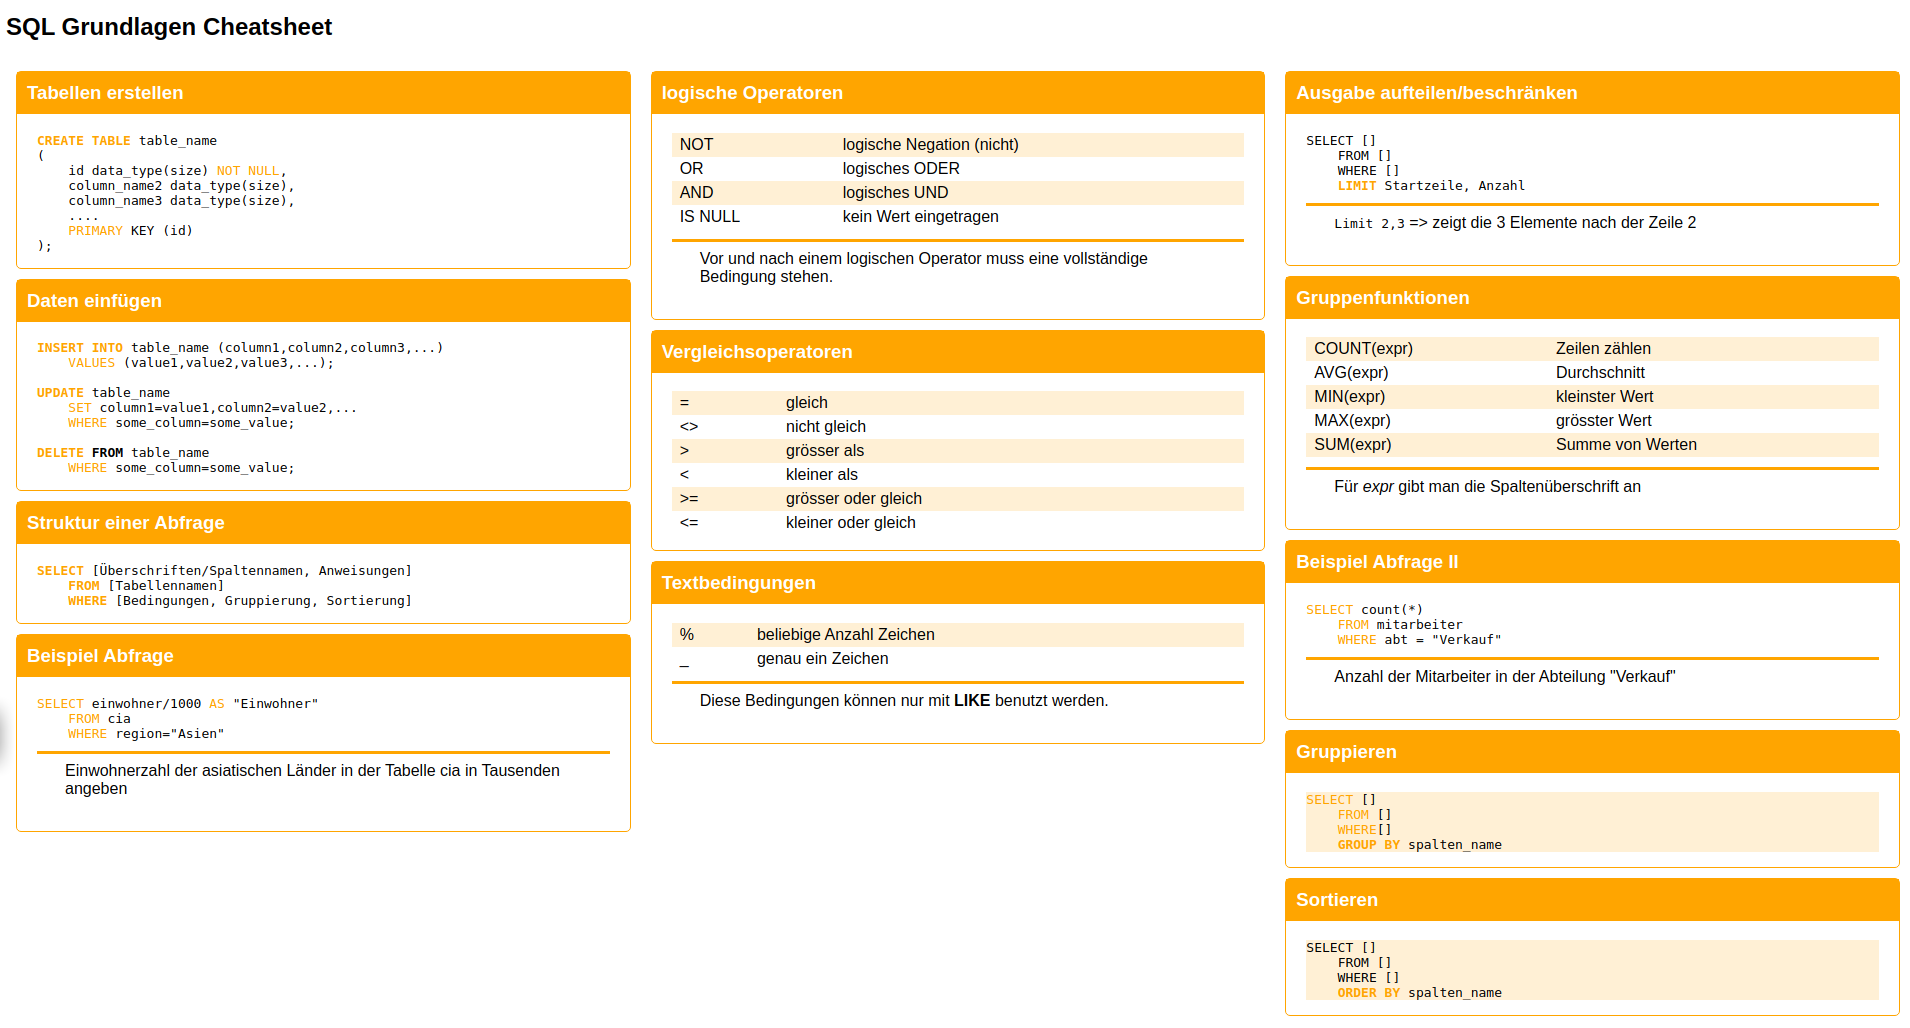 SQL Grundlagen Cheatsheet
Tabellen erstellen
CREATE TABLE table_name
(
    id data_type(size) NOT NULL,
    column_name2 data_type(size),
    column_name3 data_type(size),
    ....
    PRIMARY KEY (id)
);
Daten einfügen
INSERT INTO table_name (column1,column2,column3,...)
    VALUES (value1,value2,value3,...);
UPDATE table_name
    SET column1=value1,column2=value2,...
    WHERE some_column=some_value;
DELETE FROM table_name
    WHERE some_column=some_value;
Struktur einer Abfrage
SELECT [Überschriften/Spaltennamen, Anweisungen]
    FROM [Tabellennamen]
    WHERE [Bedingungen, Gruppierung, Sortierung]
Beispiel Abfrage
SELECT einwohner/1000 AS "Einwohner"
    FROM cia
    WHERE region="Asien"
Einwohnerzahl der asiatischen Länder in der Tabelle cia in Tausenden
angeben
logische Operatoren
NOT logische Negation (nicht)
OR logisches ODER
AND logisches UND
IS NULL kein Wert eingetragen
Vor und nach einem logischen Operator muss eine vollständige
Bedingung stehen.
Vergleichsoperatoren
= gleich
<> nicht gleich
> grösser als
< kleiner als
>= grösser oder gleich
<= kleiner oder gleich
Textbedingungen
% beliebige Anzahl Zeichen
_ genau ein Zeichen
Diese Bedingungen können nur mit LIKE benutzt werden.
Ausgabe aufteilen/beschränken
SELECT []
    FROM []
    WHERE []
    LIMIT Startzeile, Anzahl
Limit 2,3 => zeigt die 3 Elemente nach der Zeile 2
Gruppenfunktionen
COUNT(expr) Zeilen zählen
AVG(expr) Durchschnitt
MIN(expr) kleinster Wert
MAX(expr) grösster Wert
SUM(expr) Summe von Werten
Für expr gibt man die Spaltenüberschrift an
Beispiel Abfrage II
SELECT count(*)
    FROM mitarbeiter
    WHERE abt = "Verkauf"
Anzahl der Mitarbeiter in der Abteilung "Verkauf"
Gruppieren
SELECT []
    FROM []
    WHERE[]
    GROUP BY spalten_name
Sortieren
SELECT []
    FROM []
    WHERE []
    ORDER BY spalten_name